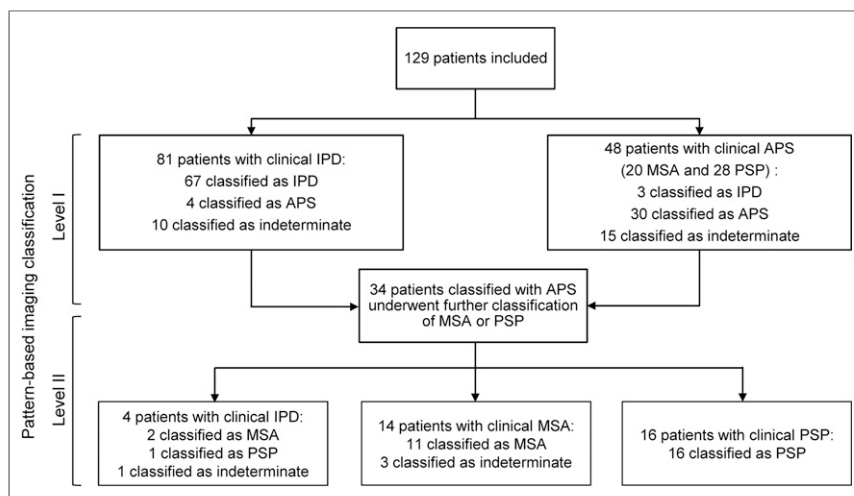 129 patients included
Pattern-based imaging classification
Level I
81 patients with clinical IPD:
67 classified as IPD
4 classified as APS
10 classified as indeterminate
48 patients with clinical APS
(20 MSA and 28 PSP) :
3 classified as IPD
30 classified as APS
15 classified as indeterminate
34 patients classified with APS
underwent further classification
of MSA or PSP
Level II
4 patients with clinical IPD:
2 classified as MSA
1 classified as PSP
1 classified as indeterminate
14 patients with clinical MSA:
11 classified as MSA
3 classified as indeterminate
16 patients with clinical PSP:
16 classified as PSP